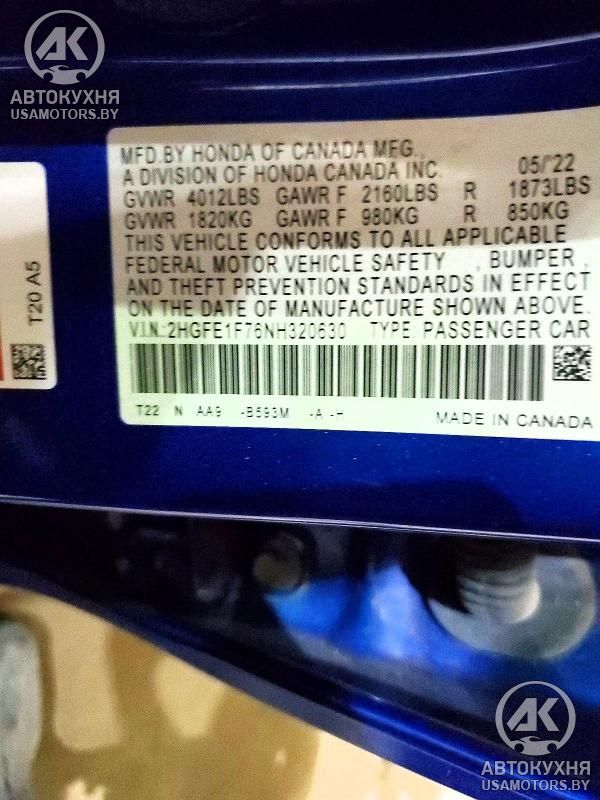 AK
АВТОКУХНЯ
USAMOTORS.BY
MFD.BY HONDA OF CANADA MFG.,
A DIVISION OF HONDA CANADA INC. 05/'22
GVWR 4012LBS GAWR F 2160LBS R 1873LBS
GVWR 1820KG GAWR F 980KG R 850KG
THIS VEHICLE CONFORMS TO ALL APPLICABLE
FEDERAL MOTOR VEHICLE SAFETY , BUMPER ,
AND THEFT PREVENTION STANDARDS IN EFFECT
ON THE DATE OF MANUFACTURE SHOWN ABOVE.
V.I.N.:2HGFE1F76NH320630 TYPE: PASSENGER CAR
T22 N AA9 -B593M -A -H MADE IN CANADA
T20 A5
AK
АВТОКУХНЯ
USAMOTORS.BY